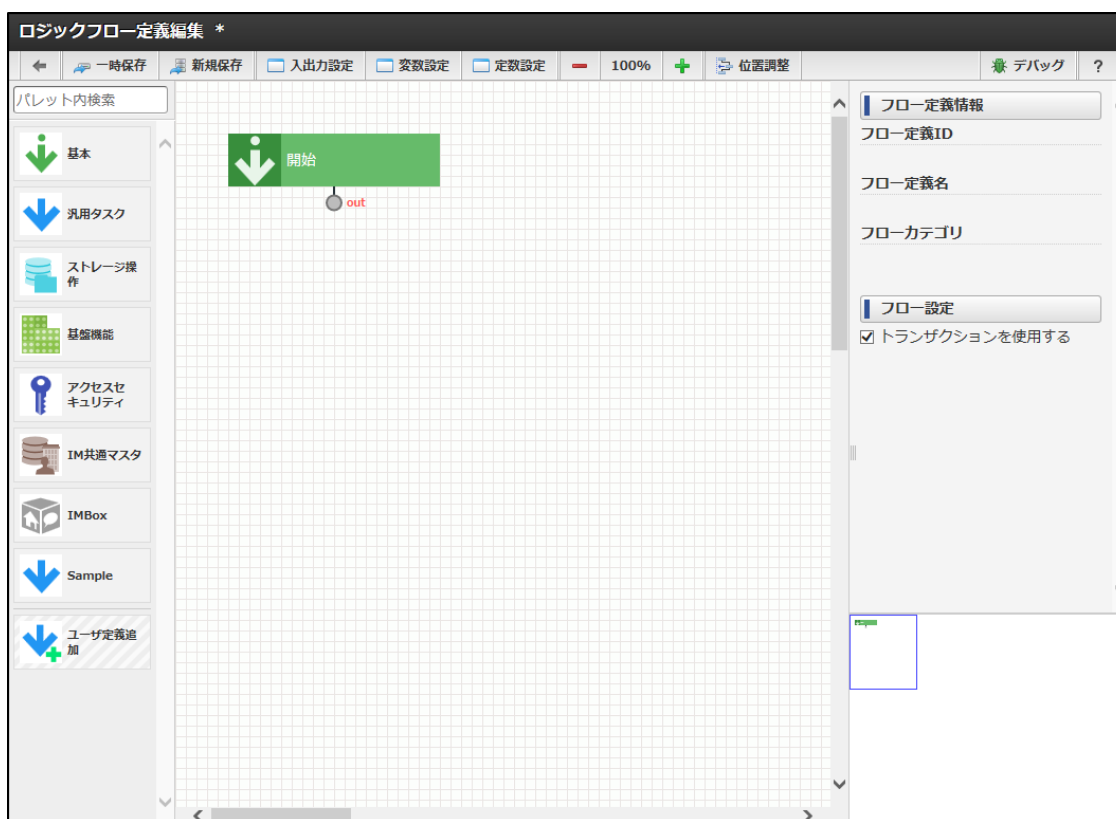 ロジックフロー定義編集 *
一時保存 新規保存 入出力設定 変数設定 定数設定 100% 位置調整 デバッグ ?
パレット内検索
基本
汎用タスク
ストレージ操
作
基盤機能
アクセスセ
キュリティ
IM共通マスタ
IMBox
Sample
ユーザ定義追
加
開始
out
フロー定義情報
フロー定義ID
フロー定義名
フローカテゴリ
フロー設定
トランザクションを使用する